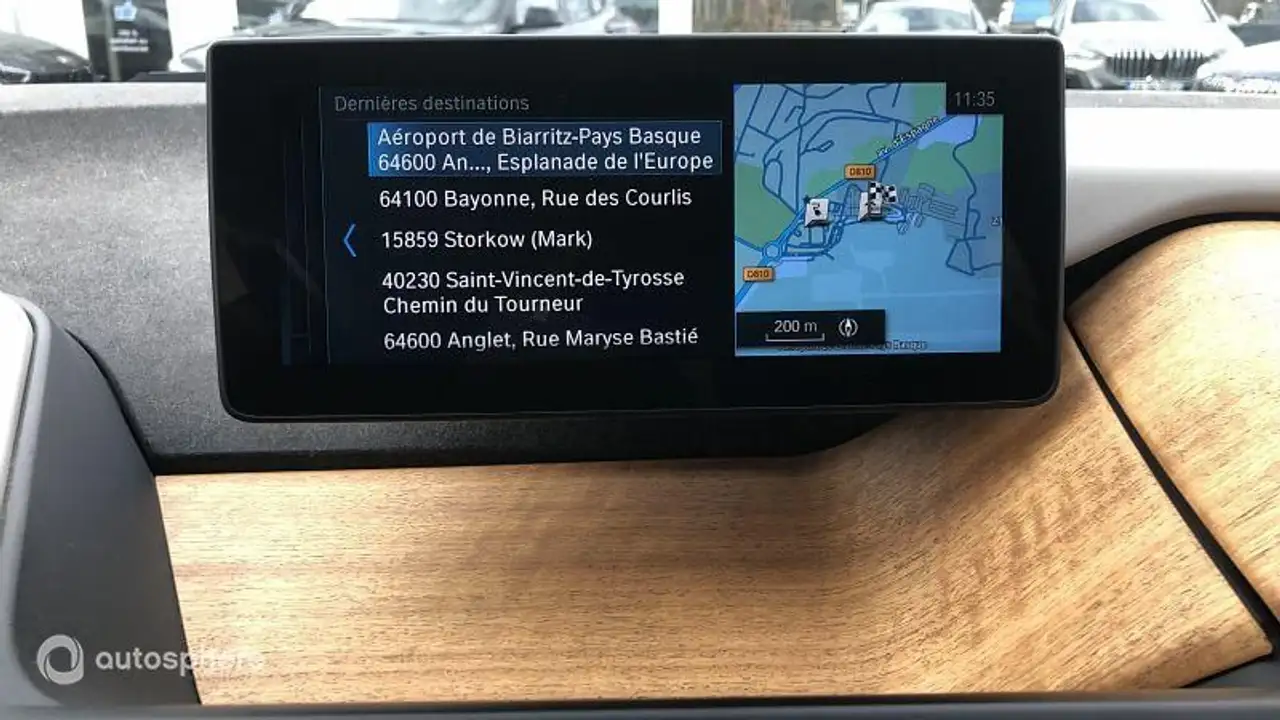 Dernières destinations
11:35
Aéroport de Biarritz-Pays Basque
64600 An..., Esplanade de l'Europe
64100 Bayonne, Rue des Courlis
15859 Storkow (Mark)
40230 Saint-Vincent-de-Tyrosse
Chemin du Tourneur
64600 Anglet, Rue Maryse Bastié
d'Espagne
D810
D810
200 m
autosphere